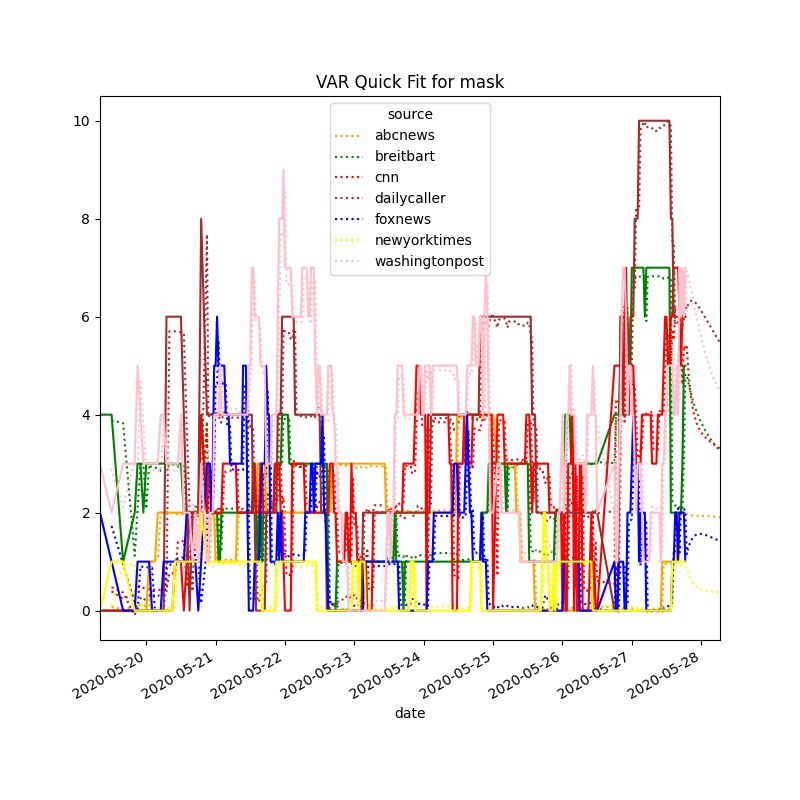 VAR Quick Fit for mask
source
abcnews
breitbart
cnn
dailycaller
foxnews
newyorktimes
washingtonpost
10
8
6
4
2
0
2020-05-20
2020-05-21
2020-05-22
2020-05-23
2020-05-24
2020-05-25
2020-05-26
2020-05-27
2020-05-28
date